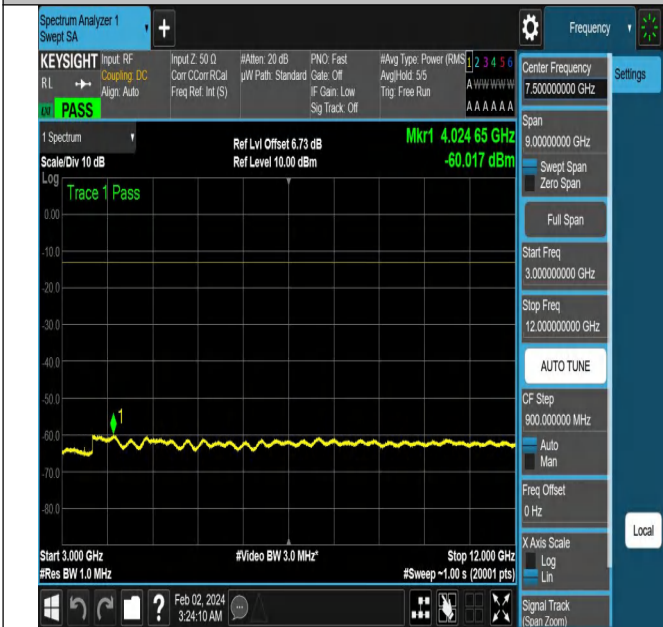 Spectrum Analyzer 1
Swept SA
+
Frequency
KEYSIGHT
RL
PASS
Input: RF
Coupling: DC
Align: Auto
Input Z: 50 Ω
Corr CCorr RCal
Freq Ref: Int (S)
#Atten: 20 dB
µW Path: Standard
PNO: Fast
Gate: Off
IF Gain: Low
Sig Track: Off
#Avg Type: Power (RMS
Avg|Hold: 5/5
Trig: Free Run
1 2 3 4 5 6
A W W W W W
A A A A A A
1 Spectrum
Scale/Div 10 dB
Ref Lvl Offset 6.73 dB
Ref Level 10.00 dBm
Mkr1 4.024 65 GHz
-60.017 dBm
Log
Trace 1 Pass
0.00
-10.0
-20.0
-30.0
-40.0
-50.0
-60.0
-70.0
-80.0
1
Start 3.000 GHz
#Res BW 1.0 MHz
#Video BW 3.0 MHz*
Stop 12.000 GHz
#Sweep ~1.00 s (20001 pts)
Center Frequency
7.50000000 GHz
Settings
Span
9.00000000 GHz
Swept Span
Zero Span
Full Span
Start Freq
3.000000000 GHz
Stop Freq
12.000000000 GHz
AUTO TUNE
CF Step
900.000000 MHz
Auto
Man
Freq Offset
0 Hz
X Axis Scale
Log
Lin
Local
Signal Track
(Span Zoom)
?
Feb 02, 2024
3:24:10 AM